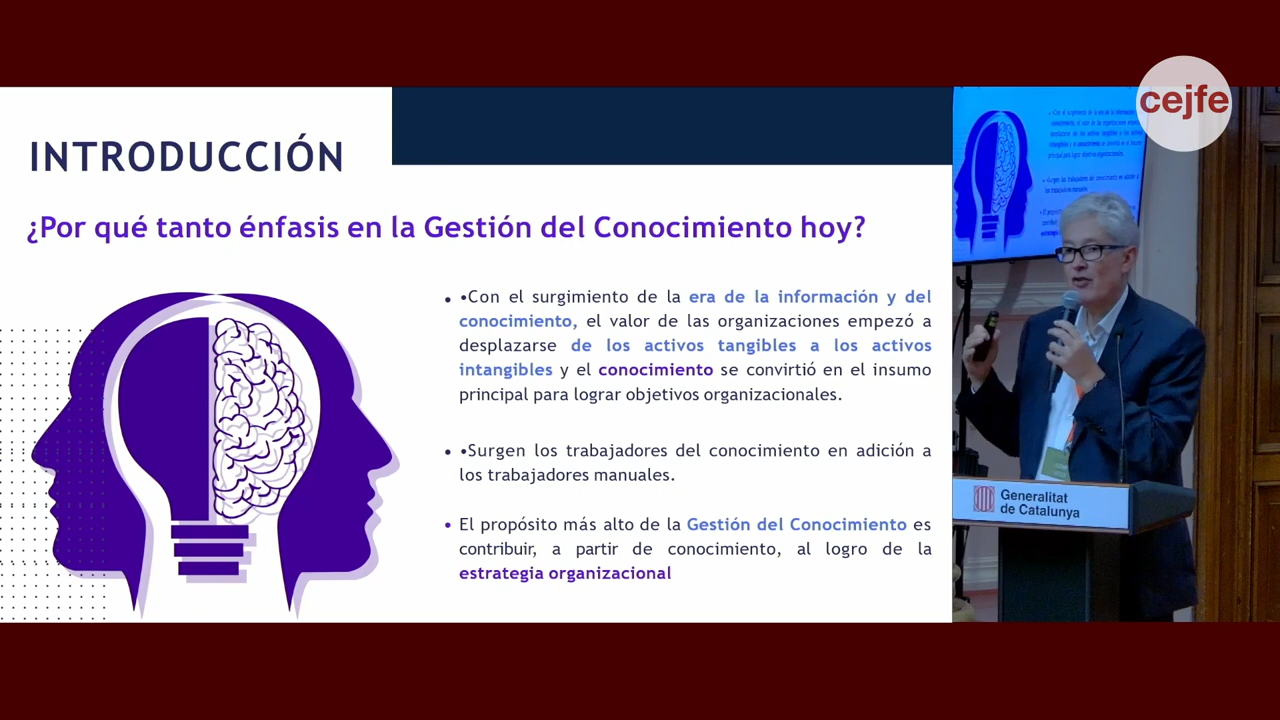 cejfe
INTRODUCCIÓN
¿Por qué tanto énfasis en la Gestión del Conocimiento hoy?
• •Con el surgimiento de la era de la información y del
conocimiento, el valor de las organizaciones empezó a
desplazarse de los activos tangibles a los activos
intangibles y el conocimiento se convirtió en el insumo
principal para lograr objetivos organizacionales.
• •Surgen los trabajadores del conocimiento en adición a
los trabajadores manuales.
• El propósito más alto de la Gestión del Conocimiento es
contribuir, a partir de conocimiento, al logro de la
estrategia organizacional
Generalitat
de Catalunya